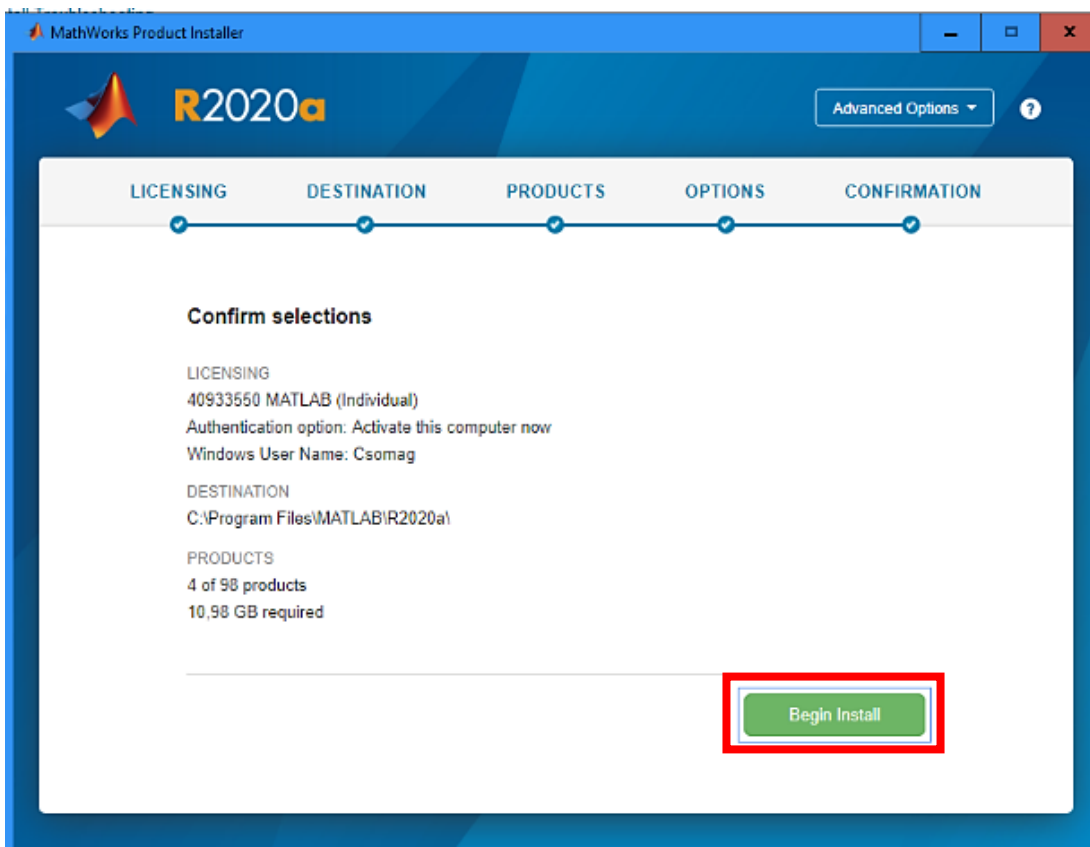 MathWorks Product Installer
R2020a
Advanced Options
?
LICENSING DESTINATION PRODUCTS OPTIONS CONFIRMATION
Confirm selections
LICENSING
40933550 MATLAB (Individual)
Authentication option: Activate this computer now
Windows User Name: Csomag
DESTINATION
C:\Program Files\MATLAB\R2020a\
PRODUCTS
4 of 98 products
10,98 GB required
Begin Install